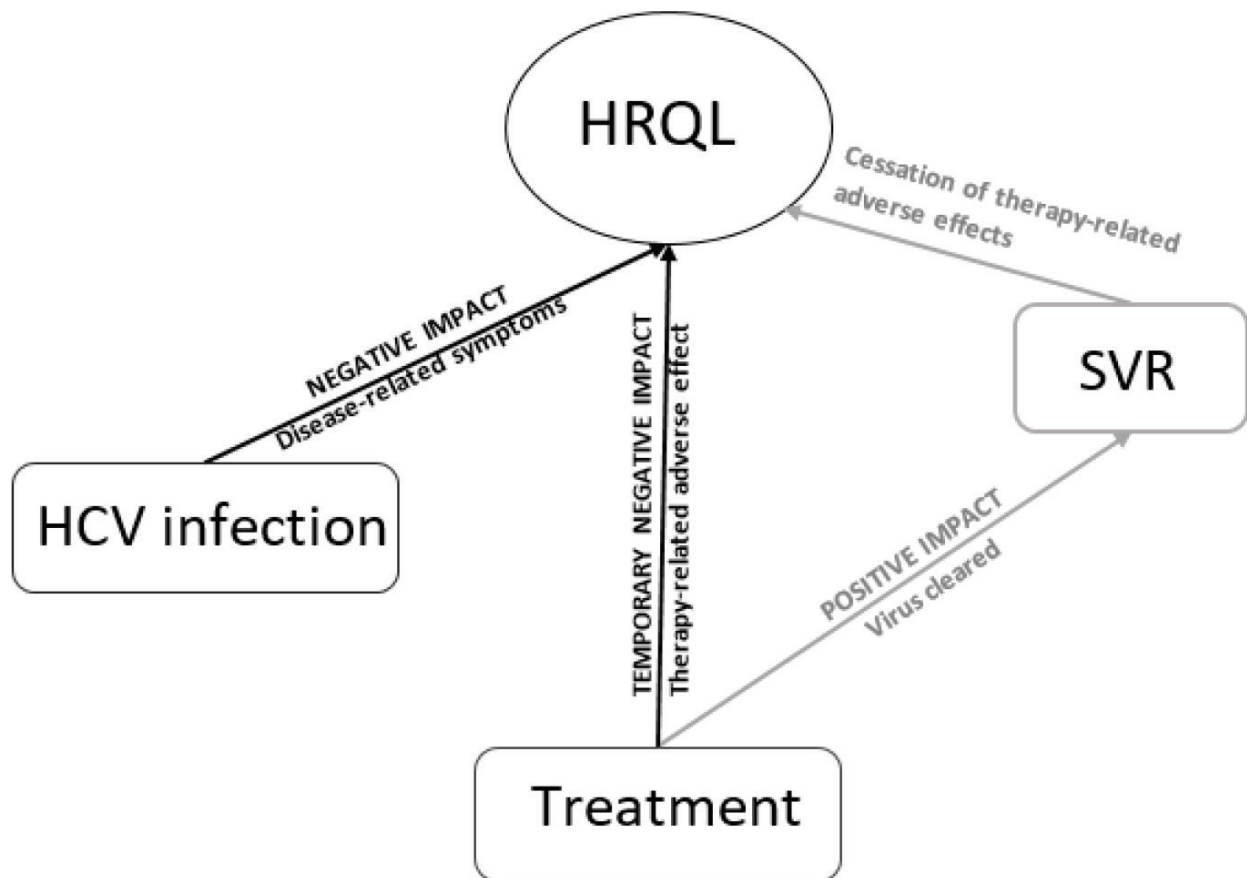 HRQL
Cessation of therapy-related
adverse effects
NEGATIVE IMPACT
Disease-related symptoms
TEMPORARY NEGATIVE IMPACT
Therapy-related adverse effect
SVR
HCV infection
POSITIVE IMPACT
Virus cleared
Treatment